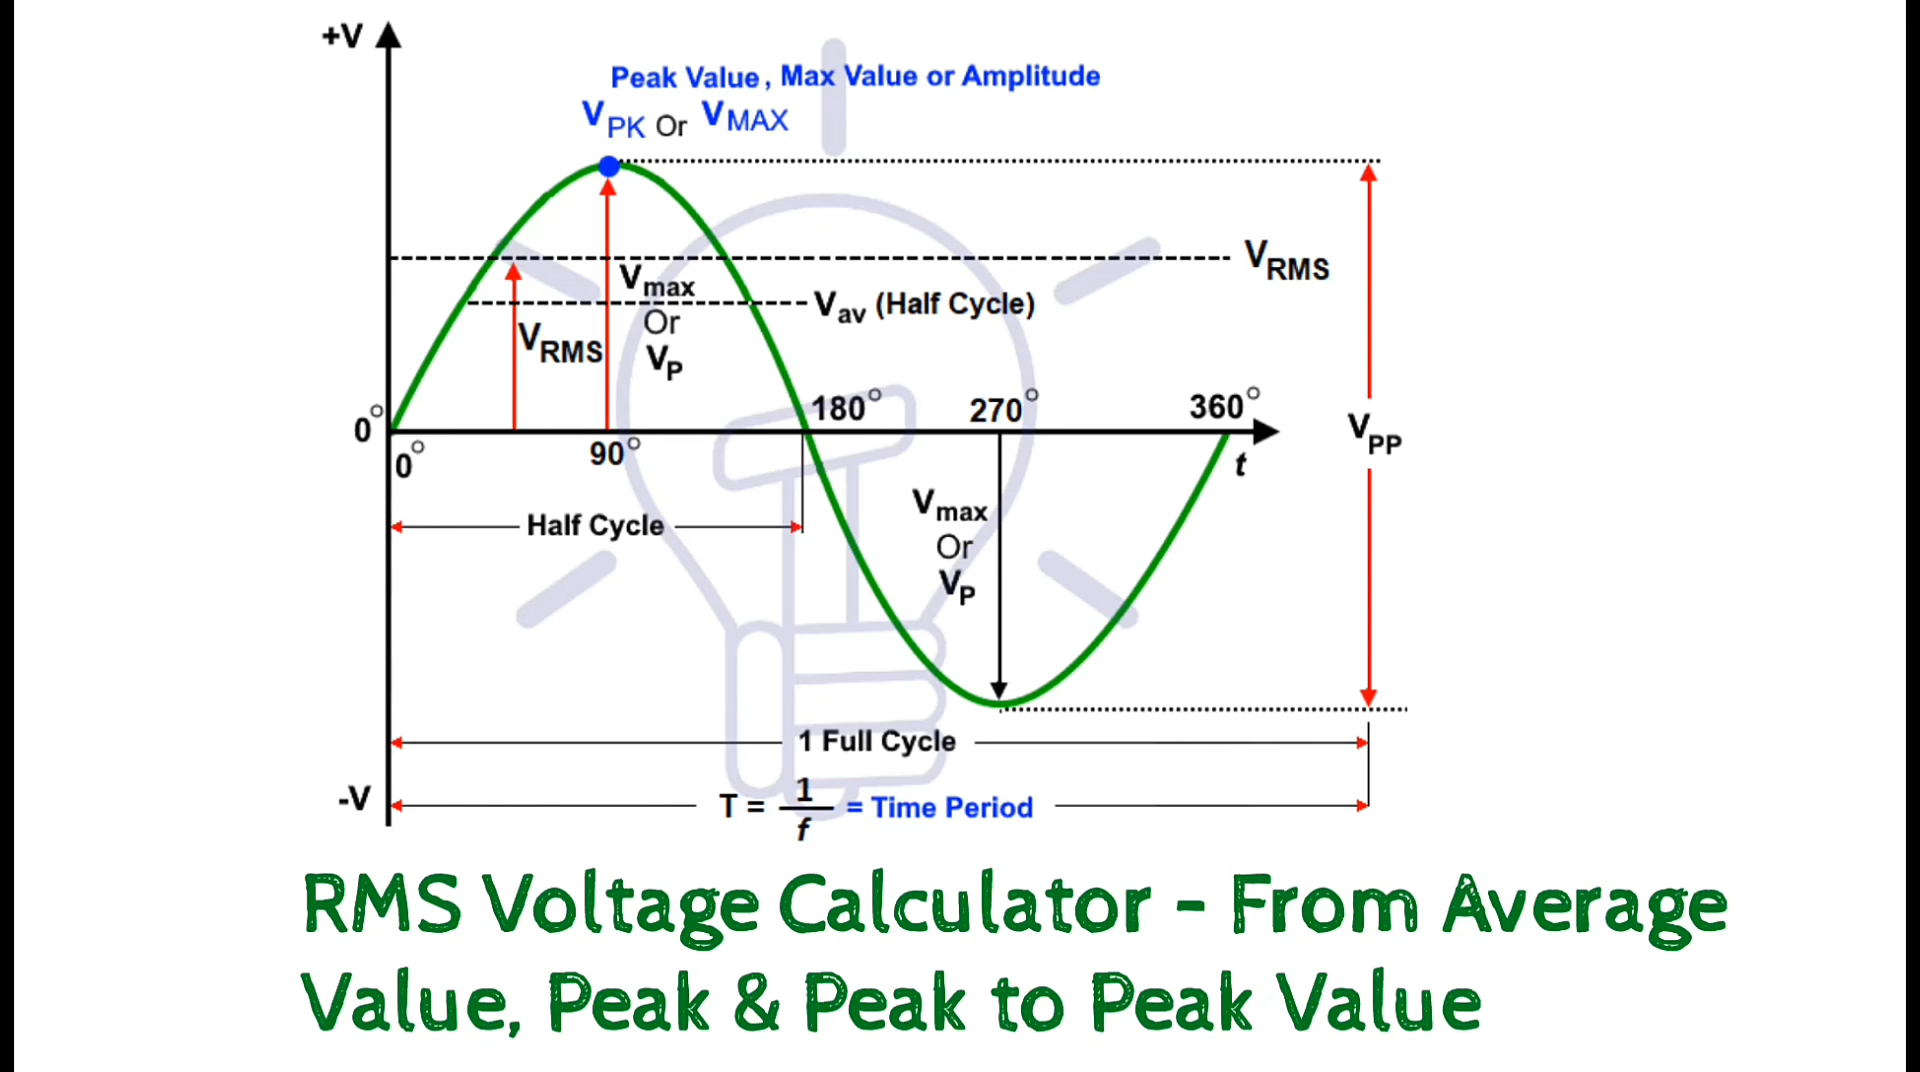 +V
Peak Value, Max Value or Amplitude
VPK Or VMAX
VRMS
Vmax
Or
VP
Vav (Half Cycle)
VRMS
0°
0°
90°
180°
270°
360°
t
VPP
Half Cycle
Vmax
Or
VP
1 Full Cycle
-V
T = 1/f = Time Period
RMS Voltage Calculator - From Average
Value, Peak & Peak to Peak Value